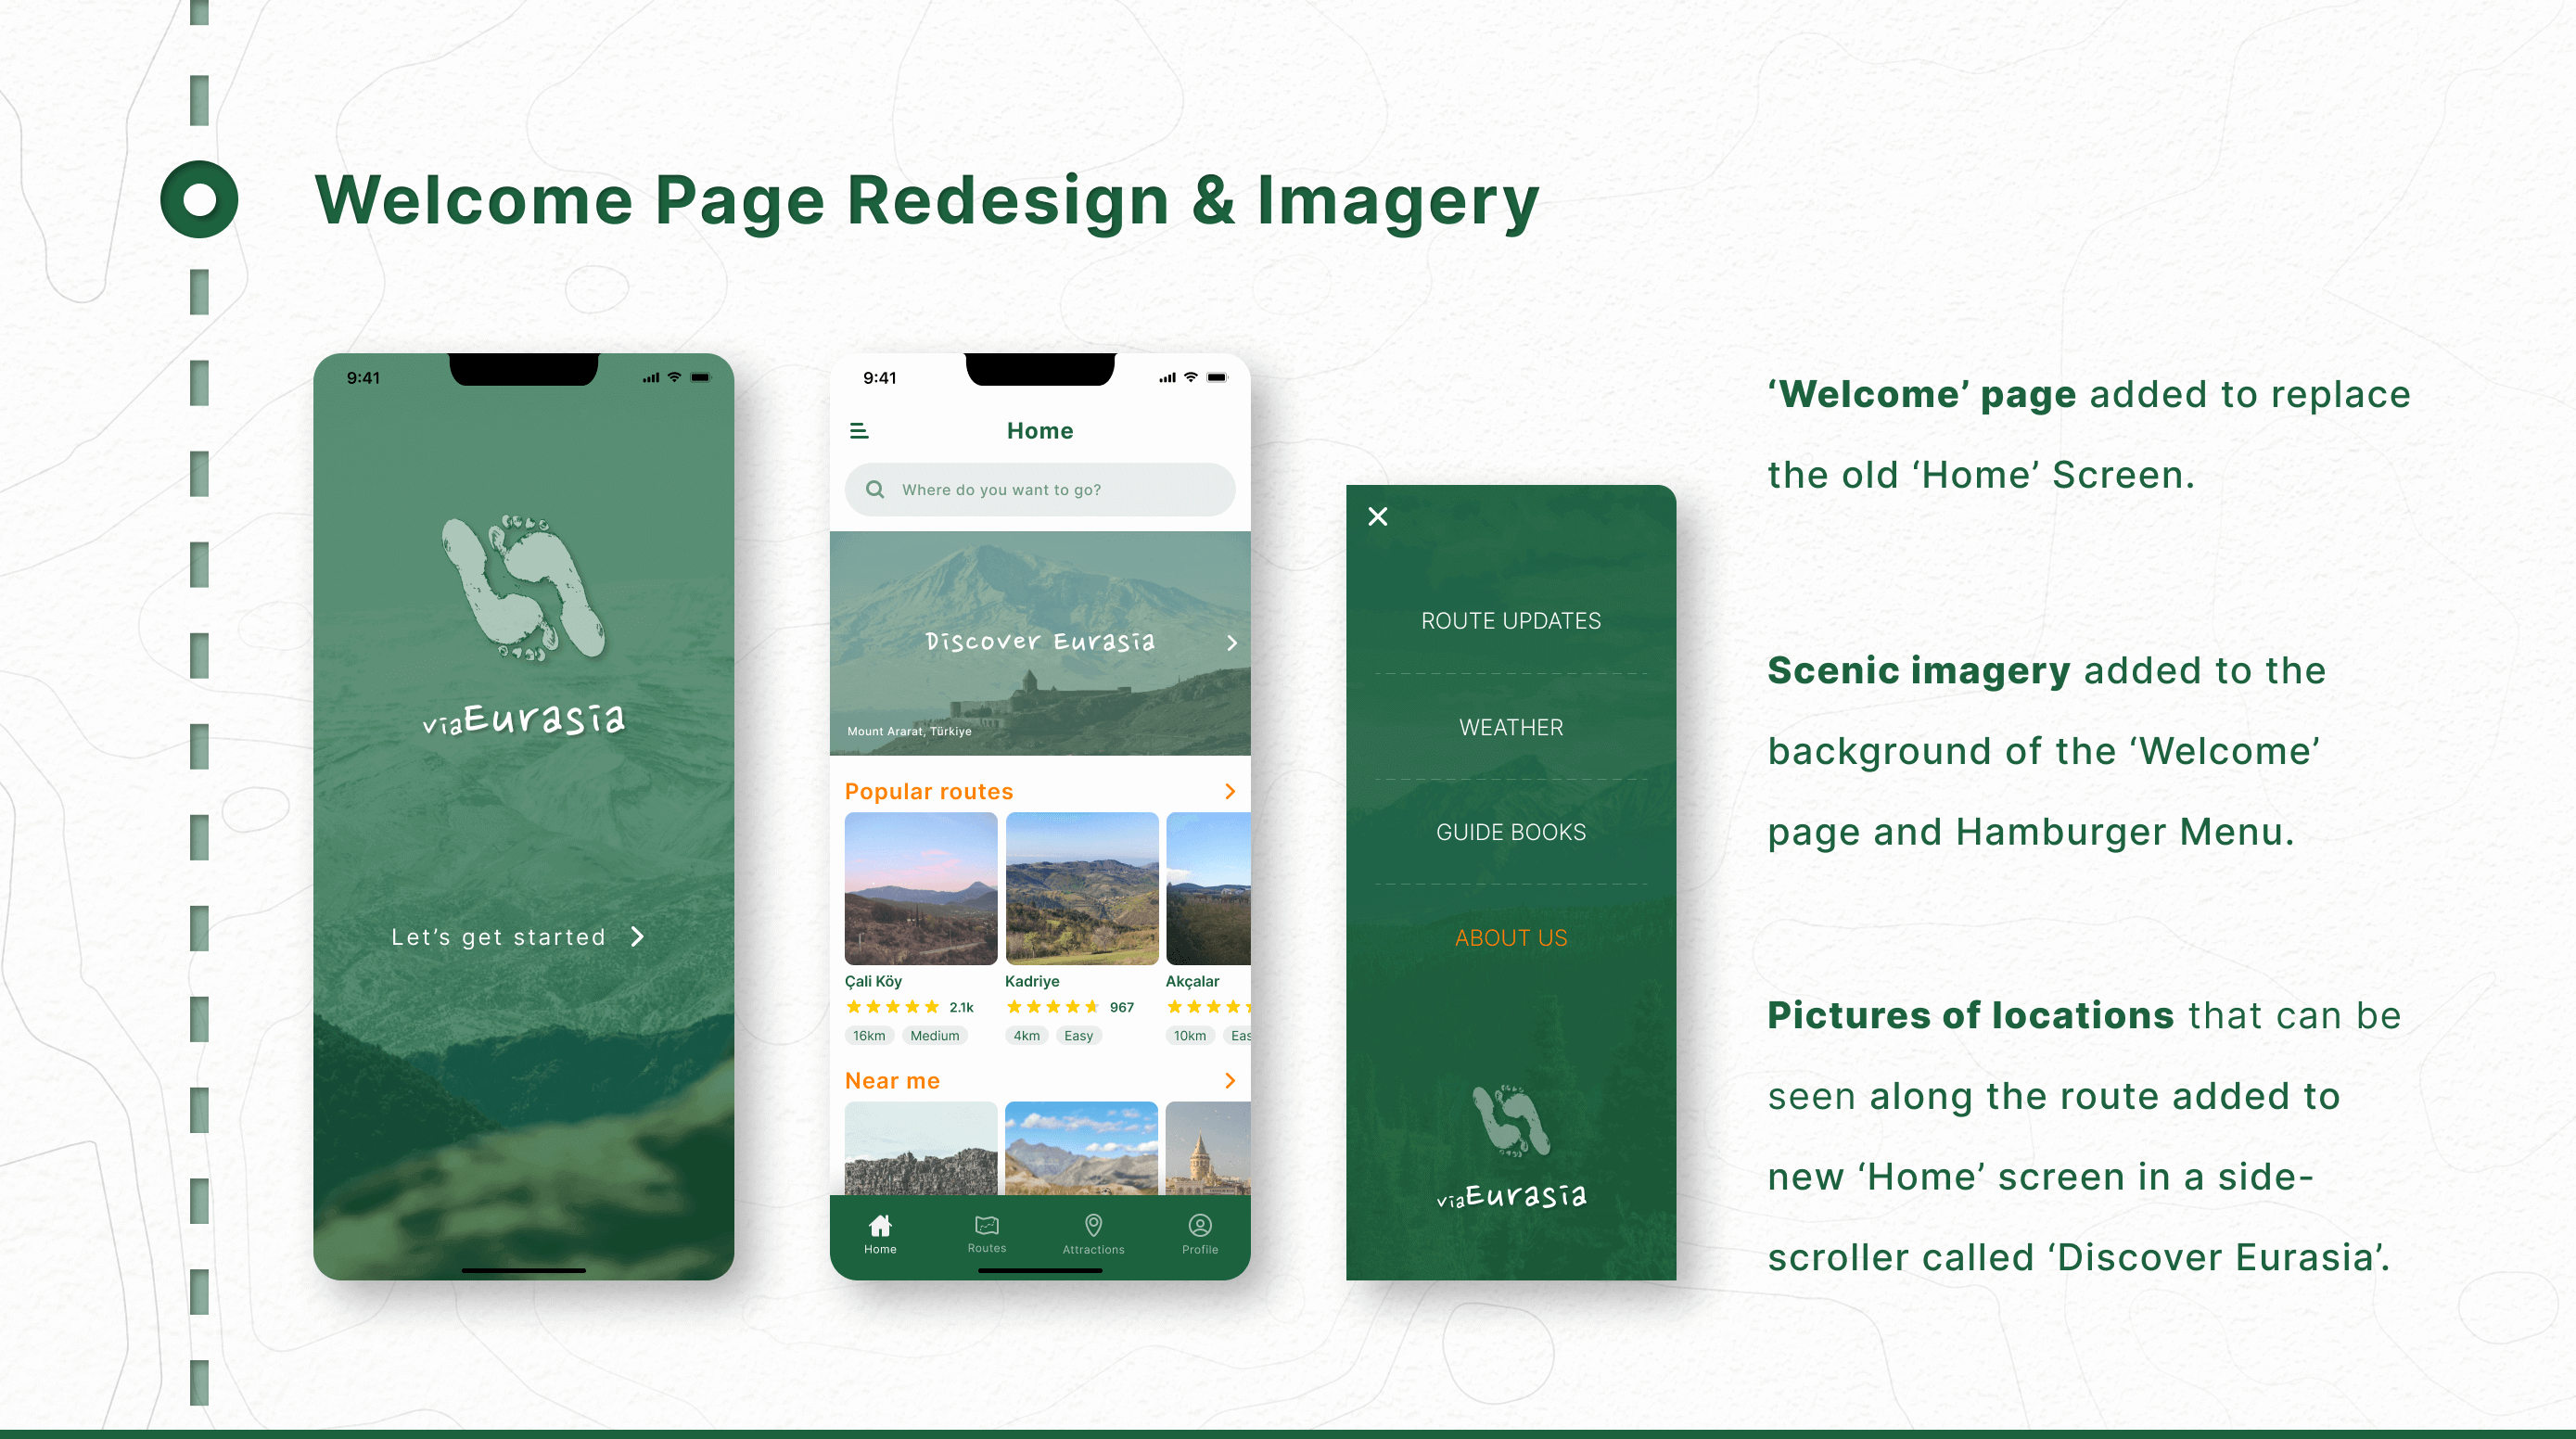 Welcome Page Redesign & Imagery
9:41
viaEurasia
Let’s get started
9:41
Home
Where do you want to go?
Discover Eurasia
Mount Ararat, Türkiye
Popular routes
Çali Köy
Kadriye
Akçalar
2.1k
967
16km Medium
4km Easy
10km Eas
Near me
Home
Routes
Attractions
Profile
ROUTE UPDATES
WEATHER
GUIDE BOOKS
ABOUT US
viaEurasia
‘Welcome’ page added to replace
the old ‘Home’ Screen.
Scenic imagery added to the
background of the ‘Welcome’
page and Hamburger Menu.
Pictures of locations that can be
seen along the route added to
new ‘Home’ screen in a side-
scroller called ‘Discover Eurasia’.